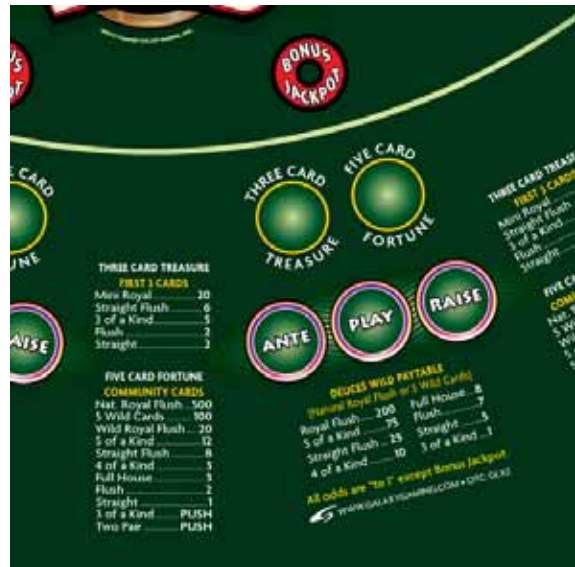 BONUS
JACKPOT
THREE CARD
TREASURE
FIVE CARD
FORTUNE
THREE CARD TREASURE
FIRST 3 CARDS
Mini Royal 20
Straight Flush 6
3 of a Kind 5
Flush 2
Straight 2
ANTE
PLAY
RAISE
FIVE CARD FORTUNE
COMMUNITY CARDS
Nat. Royal Flush 500
5 Wild Cards 100
Wild Royal Flush 20
5 of a Kind 12
Straight Flush 8
4 of a Kind
Full House
Flush 2
Straight 1
3 of a Kind PUSH
Two Pair PUSH
DEUCES WILD PAYTABLE
(Natural Royal Flush or 5 Wild Cards)
Royal Flush 200
5 of a Kind 75
Straight Flush 25
4 of a Kind 10
Full House 8
Flush 7
Straight 5
3 of a Kind 1
All odds are "to 1" except Bonus Jackpot
WWW.GALAXYGAMING.COM
THREE CARD TREAS
FIRST 3 CARDS
Mini Royal
Straight Flush
3 of a Kind
Flush
Straight
FIVE CA
COM
Nat.
5 W